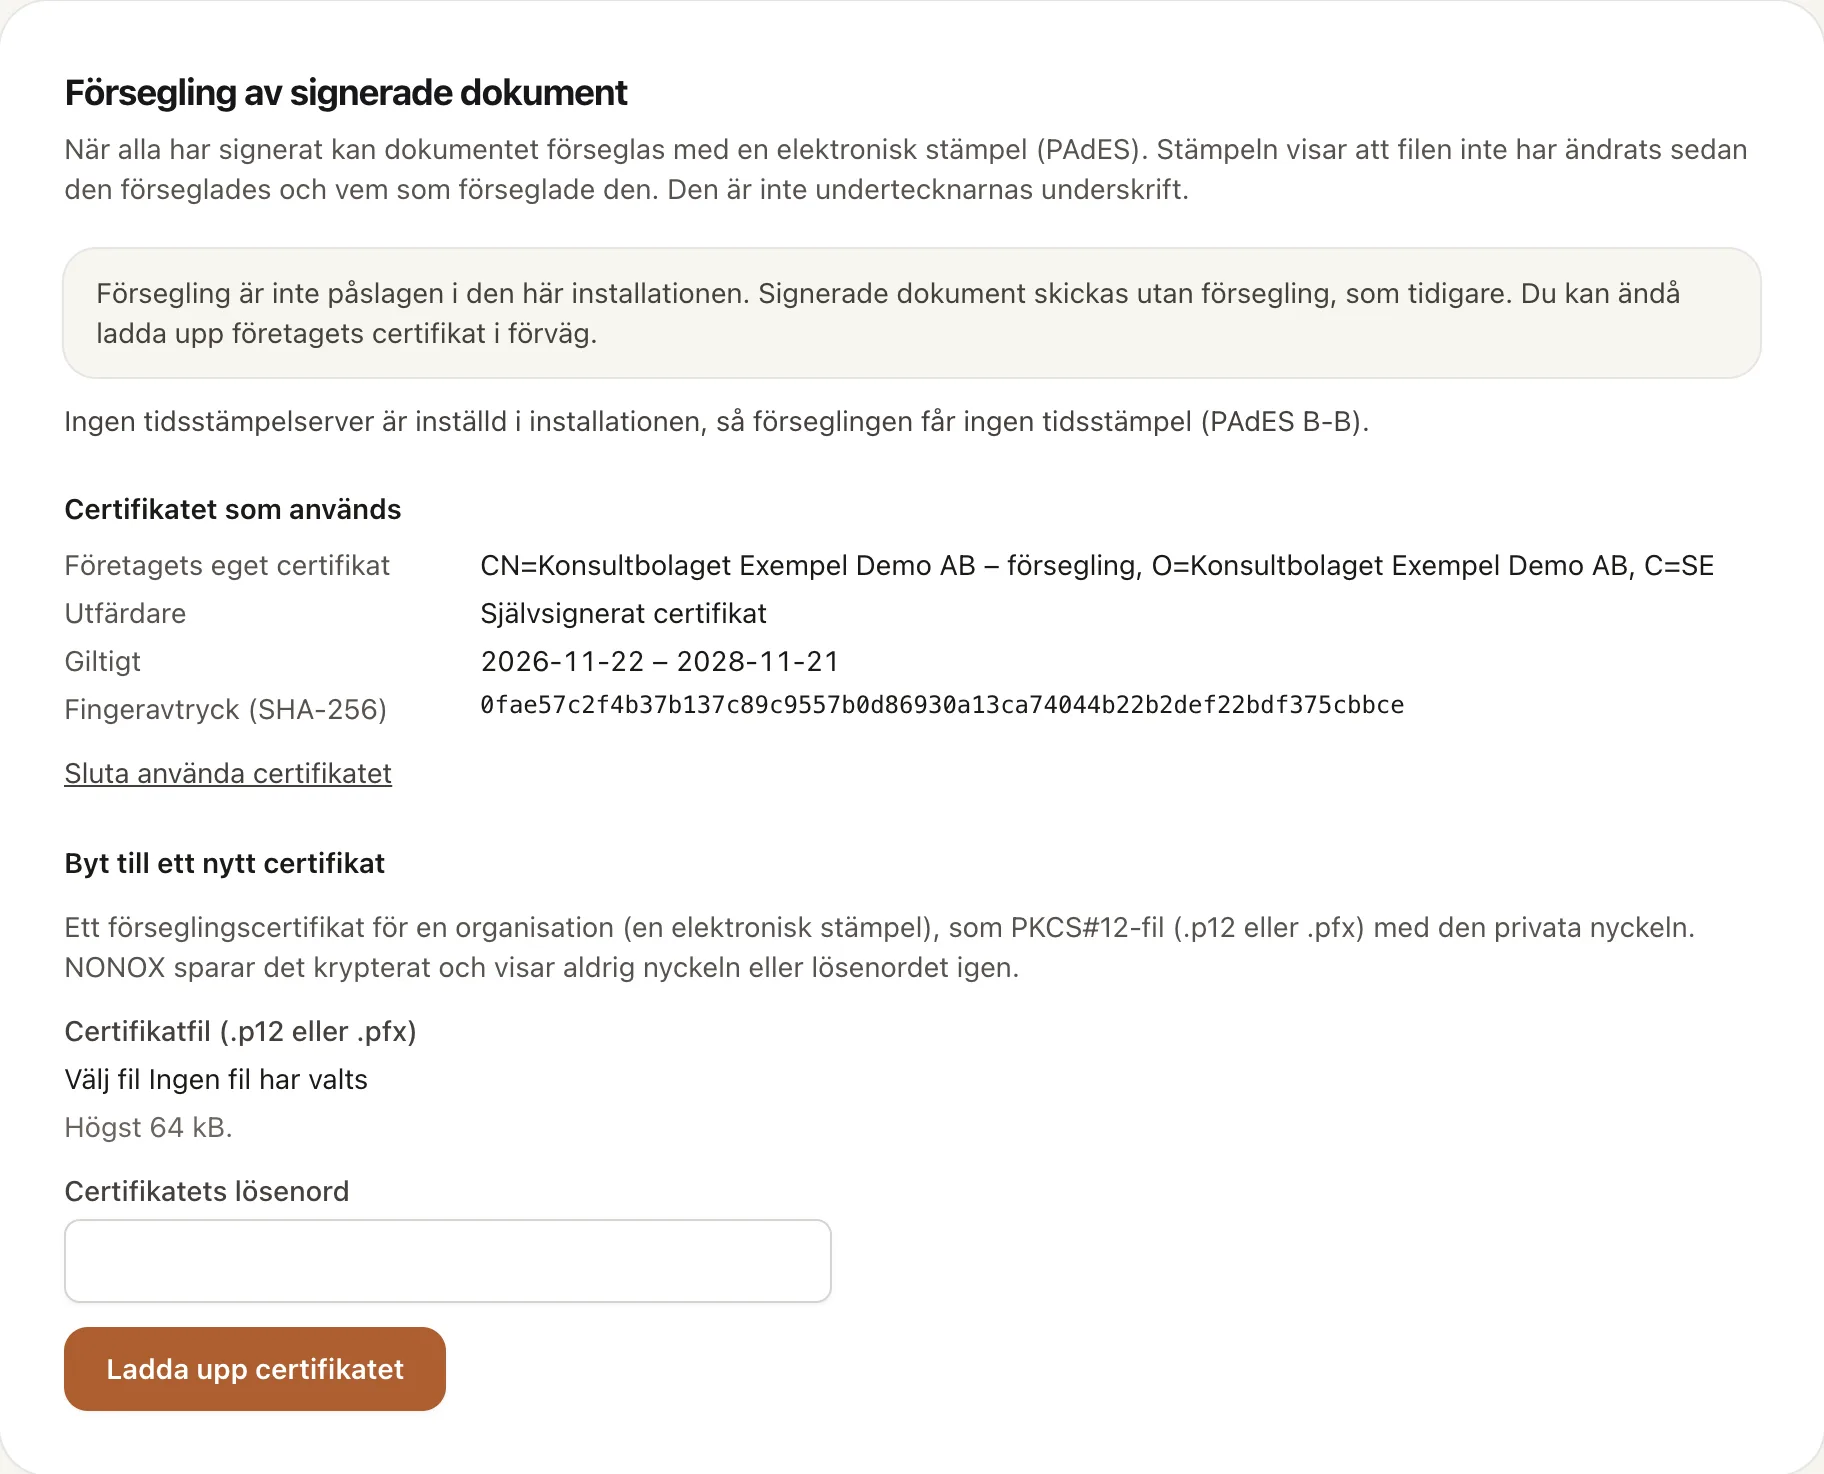 Försegling av signerade dokument
När alla har signerat kan dokumentet förseglas med en elektronisk stämpel (PAdES). Stämpeln visar att filen inte har ändrats sedan
den förseglades och vem som förseglade den. Den är inte undertecknarnas underskrift.
Försegling är inte påslagen i den här installationen. Signerade dokument skickas utan försegling, som tidigare. Du kan ändå
ladda upp företagets certifikat i förväg.
Ingen tidsstämpelserver är inställd i installationen, så förseglingen får ingen tidsstämpel (PAdES B-B).
Certifikatet som används
Företagets eget certifikat CN=Konsultbolaget Exempel Demo AB – försegling, O=Konsultbolaget Exempel Demo AB, C=SE
Utfärdare Självsignerat certifikat
Giltigt 2026-11-22 – 2028-11-21
Fingeravtryck (SHA-256) 0fae57c2f4b37b137c89c9557b0d86930a13ca74044b22b2def22bdf375cbbce
Sluta använda certifikatet
Byt till ett nytt certifikat
Ett förseglingscertifikat för en organisation (en elektronisk stämpel), som PKCS#12-fil (.p12 eller .pfx) med den privata nyckeln.
NONOX sparar det krypterat och visar aldrig nyckeln eller lösenordet igen.
Certifikatfil (.p12 eller .pfx)
Välj fil Ingen fil har valts
Högst 64 kB.
Certifikatets lösenord
Ladda upp certifikatet